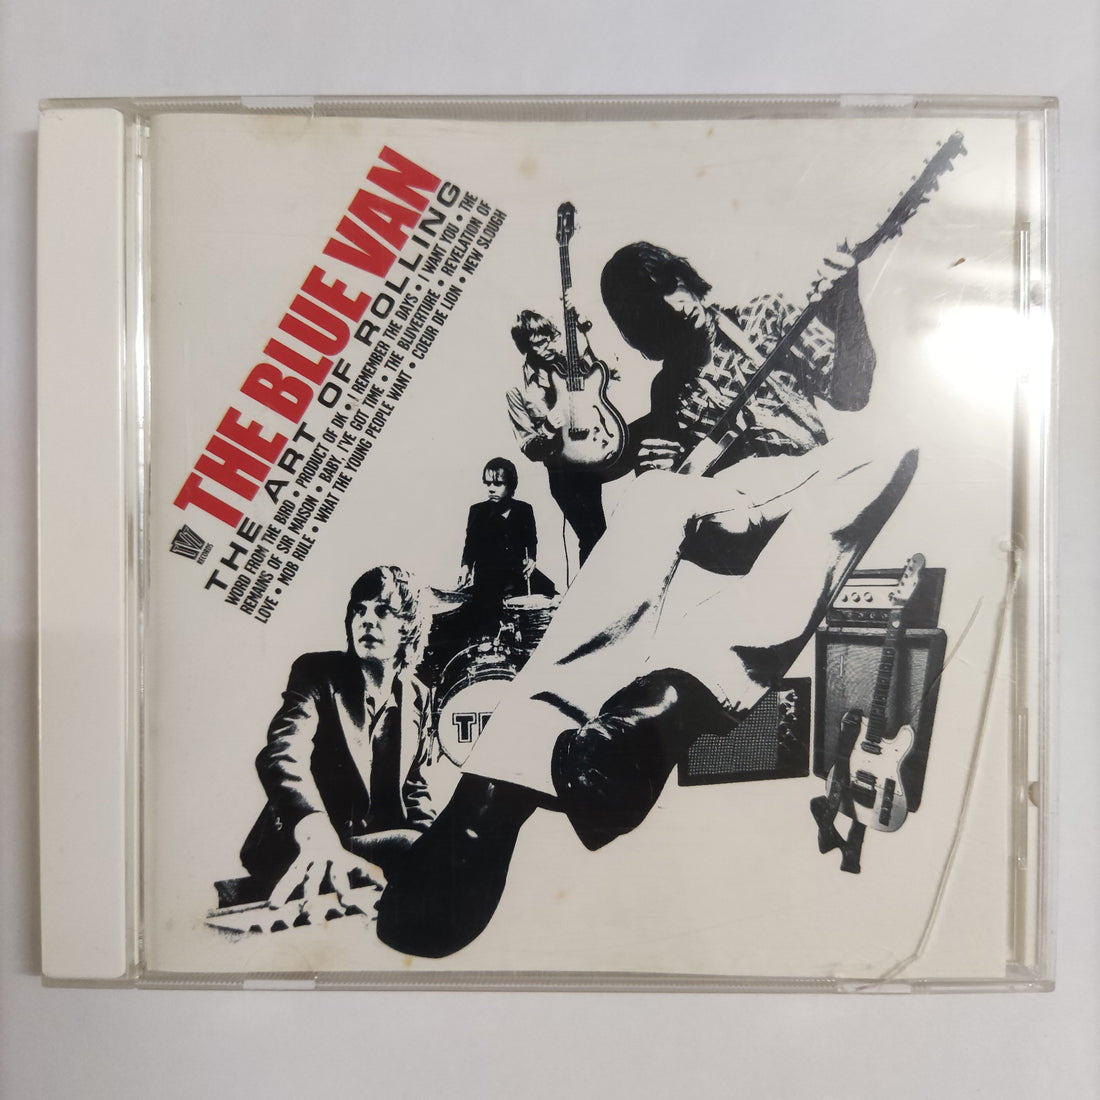 THE BLUE VAN
THE ART OF ROLLING
WORD FROM THE BIRD • PRODUCT OF DK • I REMEMBER THE DAYS • I WANT YOU • THE
REMAINS OF SIR MAISON • BABY, I'VE GOT TIME • THE BLUVERTURE • REVELATION OF
LOVE • MOB RULE • WHAT THE YOUNG PEOPLE WANT • COEUR DE LION • NEW SLOUGH
TVT
RECORDS